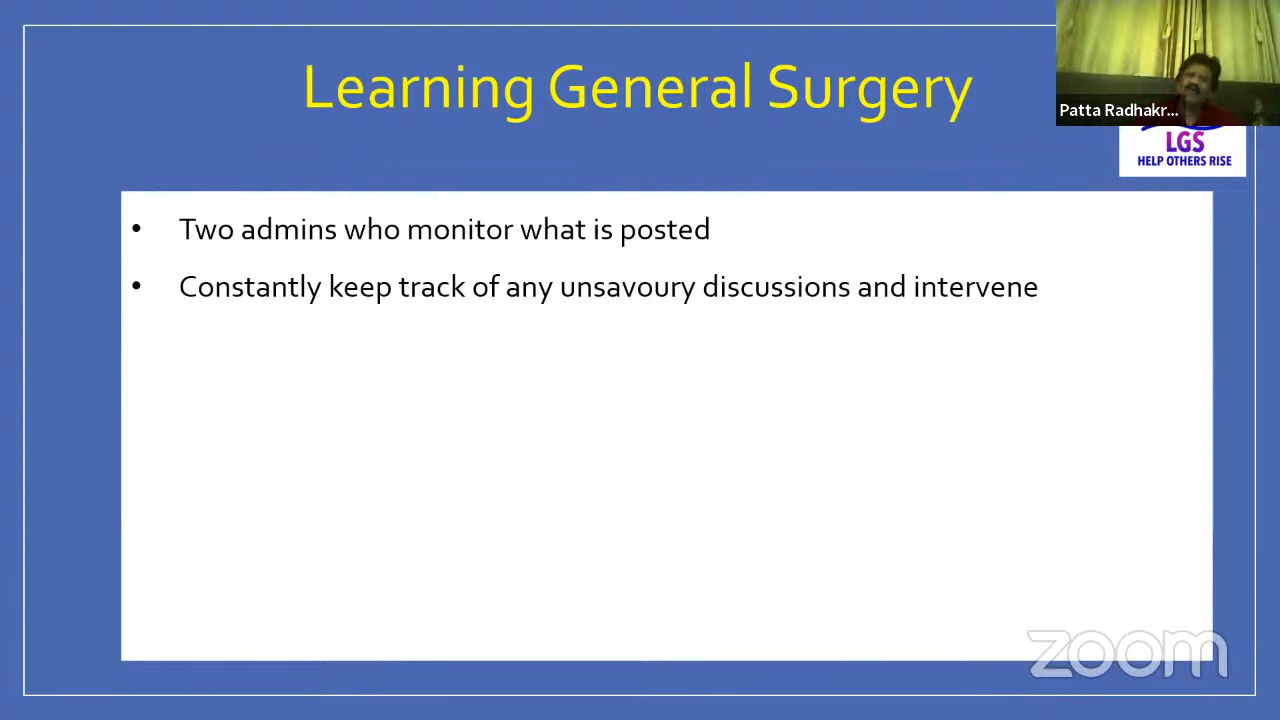 Learning General Surgery
Patta Radhakr...
LGS
HELP OTHERS RISE
• Two admins who monitor what is posted
• Constantly keep track of any unsavoury discussions and intervene
zoom